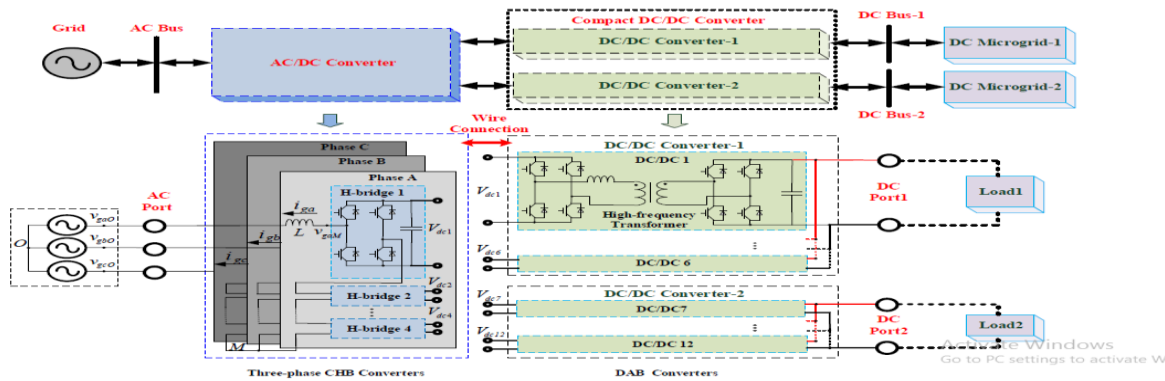 Grid
AC Bus
AC/DC Converter
Compact DC/DC Converter
DC/DC Converter-1
DC/DC Converter-2
DC Bus-1
DC Microgrid-1
DC Microgrid-2
DC Bus-2
Wire
Connection
Phase C
Phase B
Phase A
H-bridge 1
AC
Port
v_gaO
v_gbO
v_gcO
O
i_ga
i_gb
i_gc
L
v_gaM
V_dc1
H-bridge 2
V_dc2
H-bridge 4
V_dc4
M
Three-phase CHB Converters
DC/DC Converter-1
DC/DC 1
V_dc1
High-frequency
Transformer
V_dc6
DC/DC 6
DC
Port1
Load1
DC/DC Converter-2
V_dc7
DC/DC7
V_dc12
DC/DC 12
DC
Port2
Load2
DAB Converters
Activate Windows
Go to PC settings to activate W